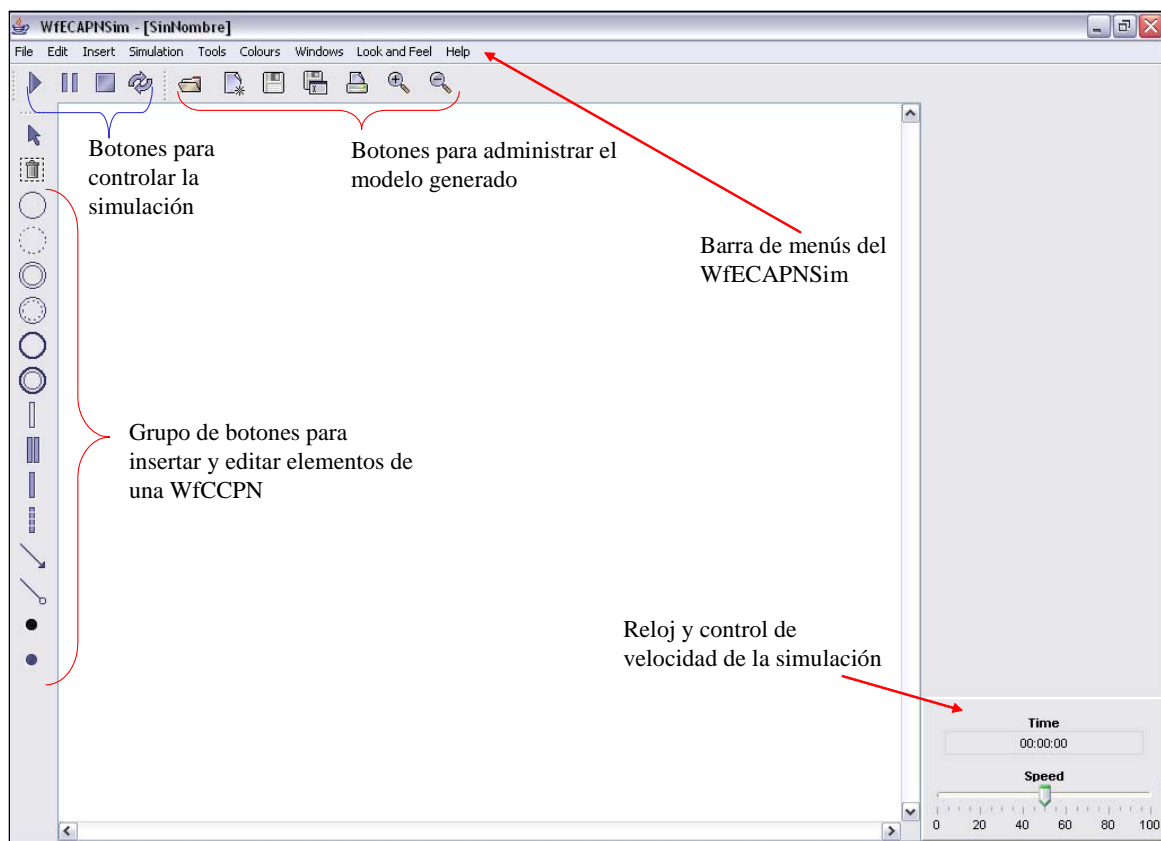 WfECAPNSim - [SinNombre]
File Edit Insert Simulation Tools Colours Windows Look and Feel Help
Botones para
controlar la
simulación
Botones para administrar el
modelo generado
Barra de menús del
WfECAPNSim
Grupo de botones para
insertar y editar elementos de
una WfCCPN
Reloj y control de
velocidad de la simulación
Time
00:00:00
Speed
0 20 40 60 80 100